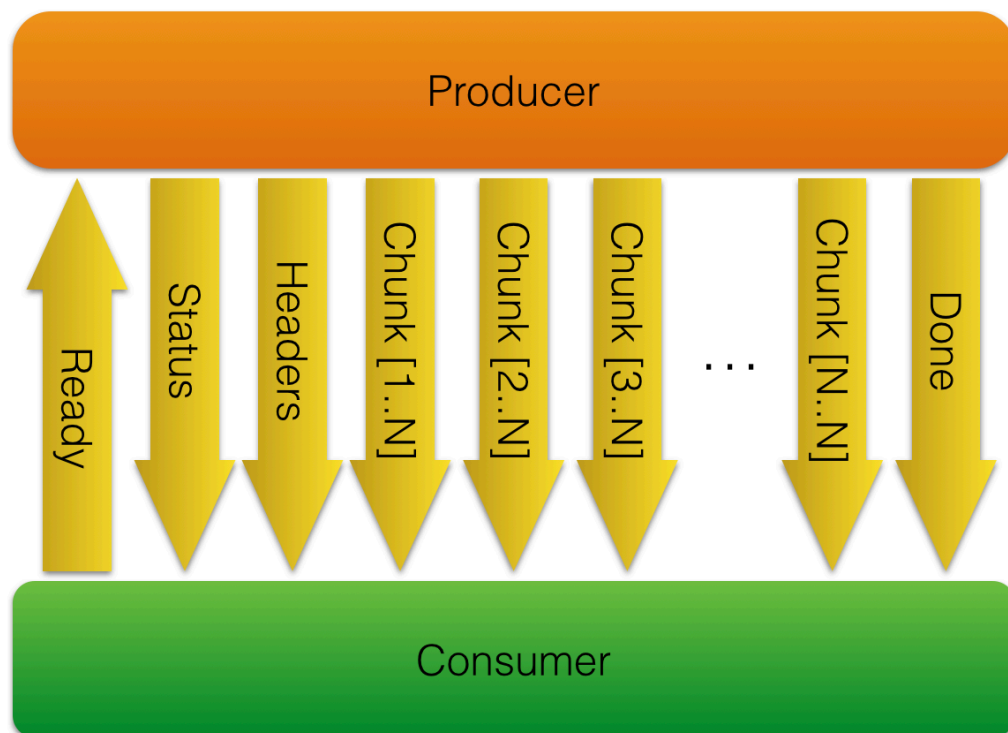 Producer
Ready
Status
Headers
Chunk [1..N]
Chunk [2..N]
Chunk [3..N]
...
Chunk [N..N]
Done
Consumer